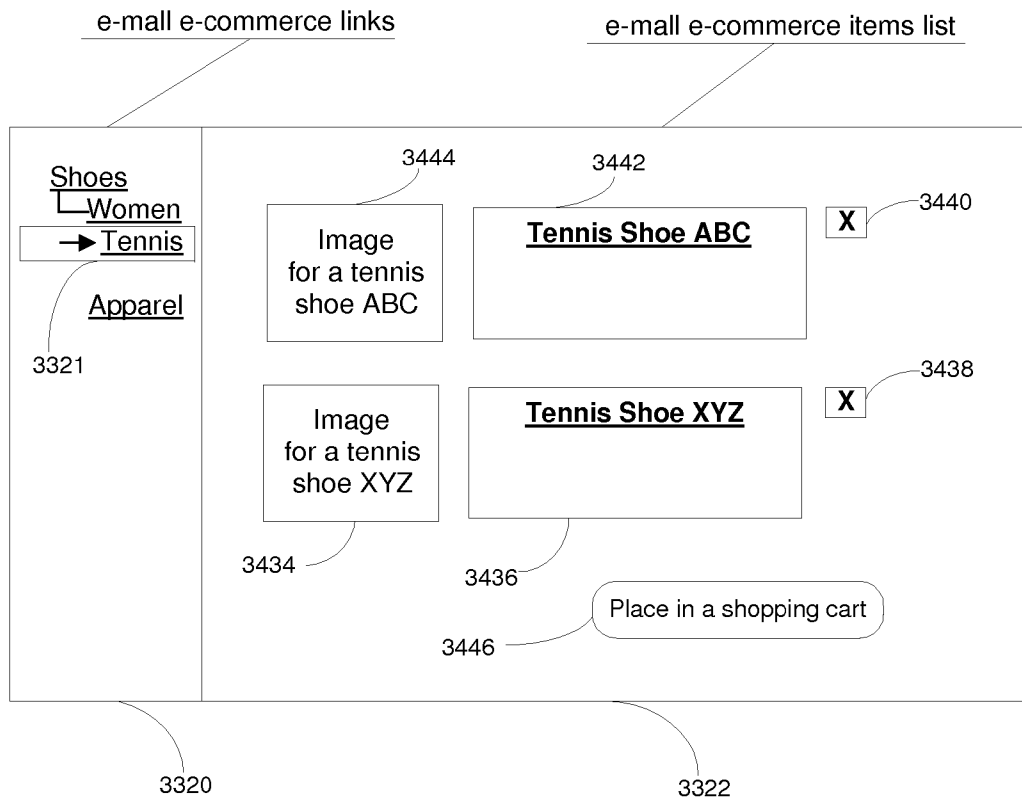 e-mall e-commerce links
e-mall e-commerce items list
Shoes
Women
Tennis
Apparel
3321
3444
3442
3440
Image
for a tennis
shoe ABC
Tennis Shoe ABC
X
3438
Image
for a tennis
shoe XYZ
Tennis Shoe XYZ
X
3434
3436
Place in a shopping cart
3446
3320
3322